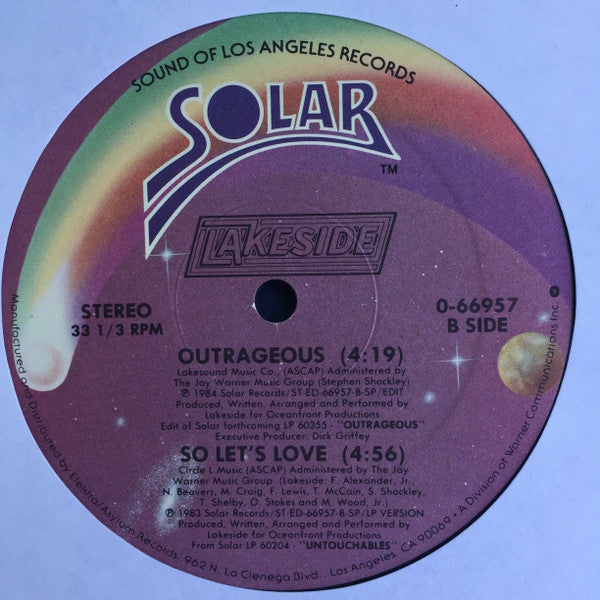 SOUND OF LOS ANGELES RECORDS
SOLAR
TM
LAKESIDE
STEREO
33 1/3 RPM
0-66957
B SIDE
OUTRAGEOUS (4:19)
Lakesound Music Co., (ASCAP) Administered by
The Jay Warner Music Group (Stephen Shockley)
℗ 1984 Solar Records/ST-ED-66957-B-SP/EDIT
Produced, Written, Arranged and Performed by
Lakeside for Oceanfront Productions
Edit of Solar forthcoming LP 60355 · "OUTRAGEOUS"
Executive Producer: Dick Griffey
SO LET'S LOVE (4:56)
Circle L Music (ASCAP) Administered by The Jay
Warner Music Group (Lakeside: F. Alexander, Jr.,
N. Beavers, M. Craig, F. Lewis, T. McCain, S. Shockley,
T. Shelby, O. Stokes and M. Wood, Jr.)
℗ 1983 Solar Records/ST-ED-66957-B-SP/LP VERSION
Produced, Written, Arranged and Performed by
Lakeside for Oceanfront Productions
From Solar LP 60204 · "UNTOUCHABLES"
Manufactured and Distributed by Elektra/Asylum Records, 962 N. La Cienega Blvd., Los Angeles, CA 90069 • A Division of Warner Communications Inc.